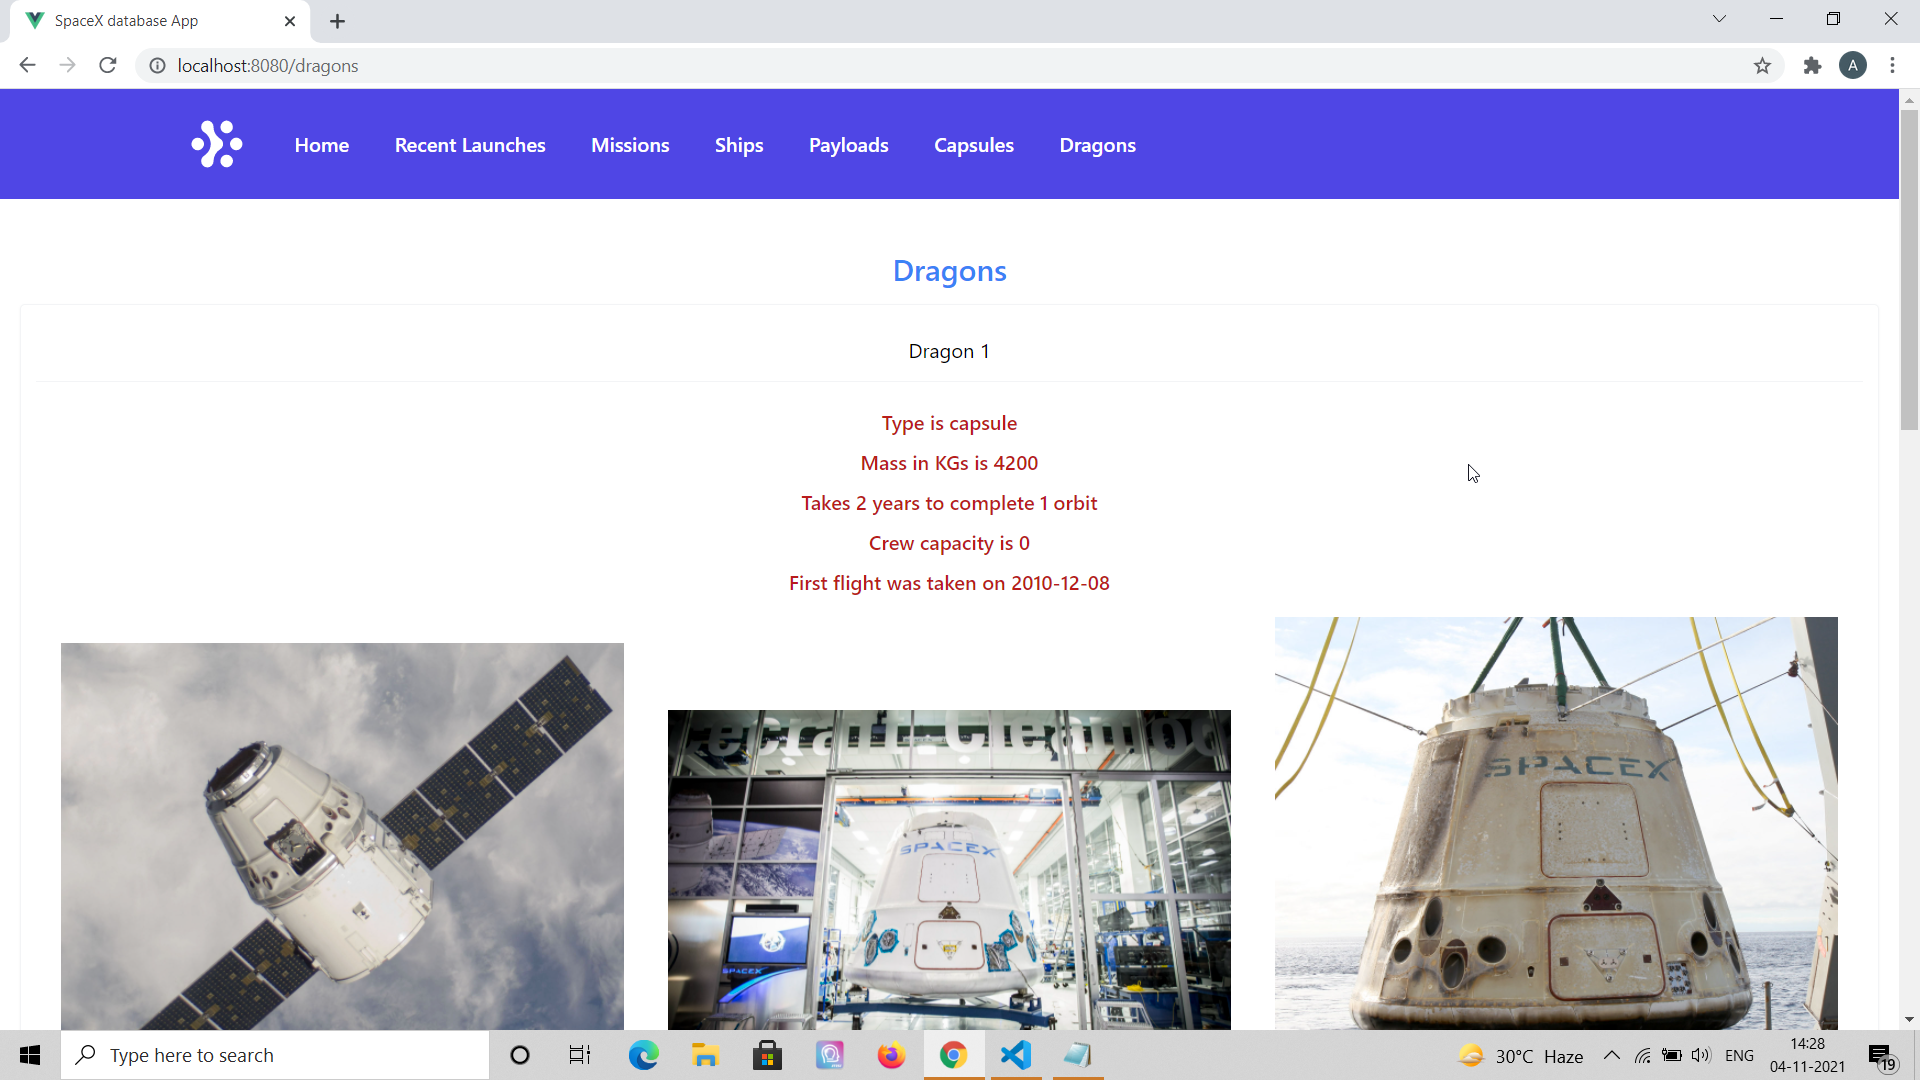 SpaceX database App
localhost:8080/dragons
A
Home Recent Launches Missions Ships Payloads Capsules Dragons
Dragons
Dragon 1
Type is capsule
Mass in KGs is 4200
Takes 2 years to complete 1 orbit
Crew capacity is 0
First flight was taken on 2010-12-08
SPACEX
SPACEX
SPACEX
Type here to search
30°C Haze
ENG
14:28
04-11-2021
19